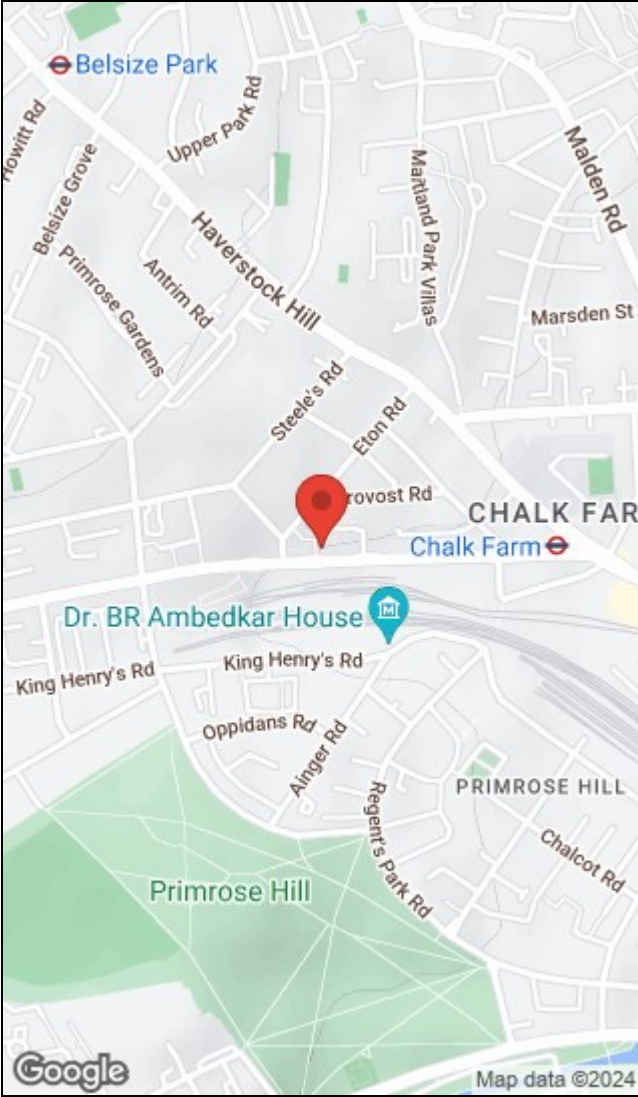 Belsize Park
Howitt Rd
Upper Park Rd
Malden Rd
Belsize Grove
Maitland Park Villas
Haverstock Hill
Primrose Gardens
Antrim Rd
Marsden St
Steele's Rd
Eton Rd
rovost Rd
CHALK FAR
Chalk Farm
Dr. BR Ambedkar House
King Henry's Rd
King Henry's Rd
Oppidans Rd
Ainger Rd
Regent's Park Rd
PRIMROSE HILL
Chalcot Rd
Primrose Hill
Google
Map data ©2024